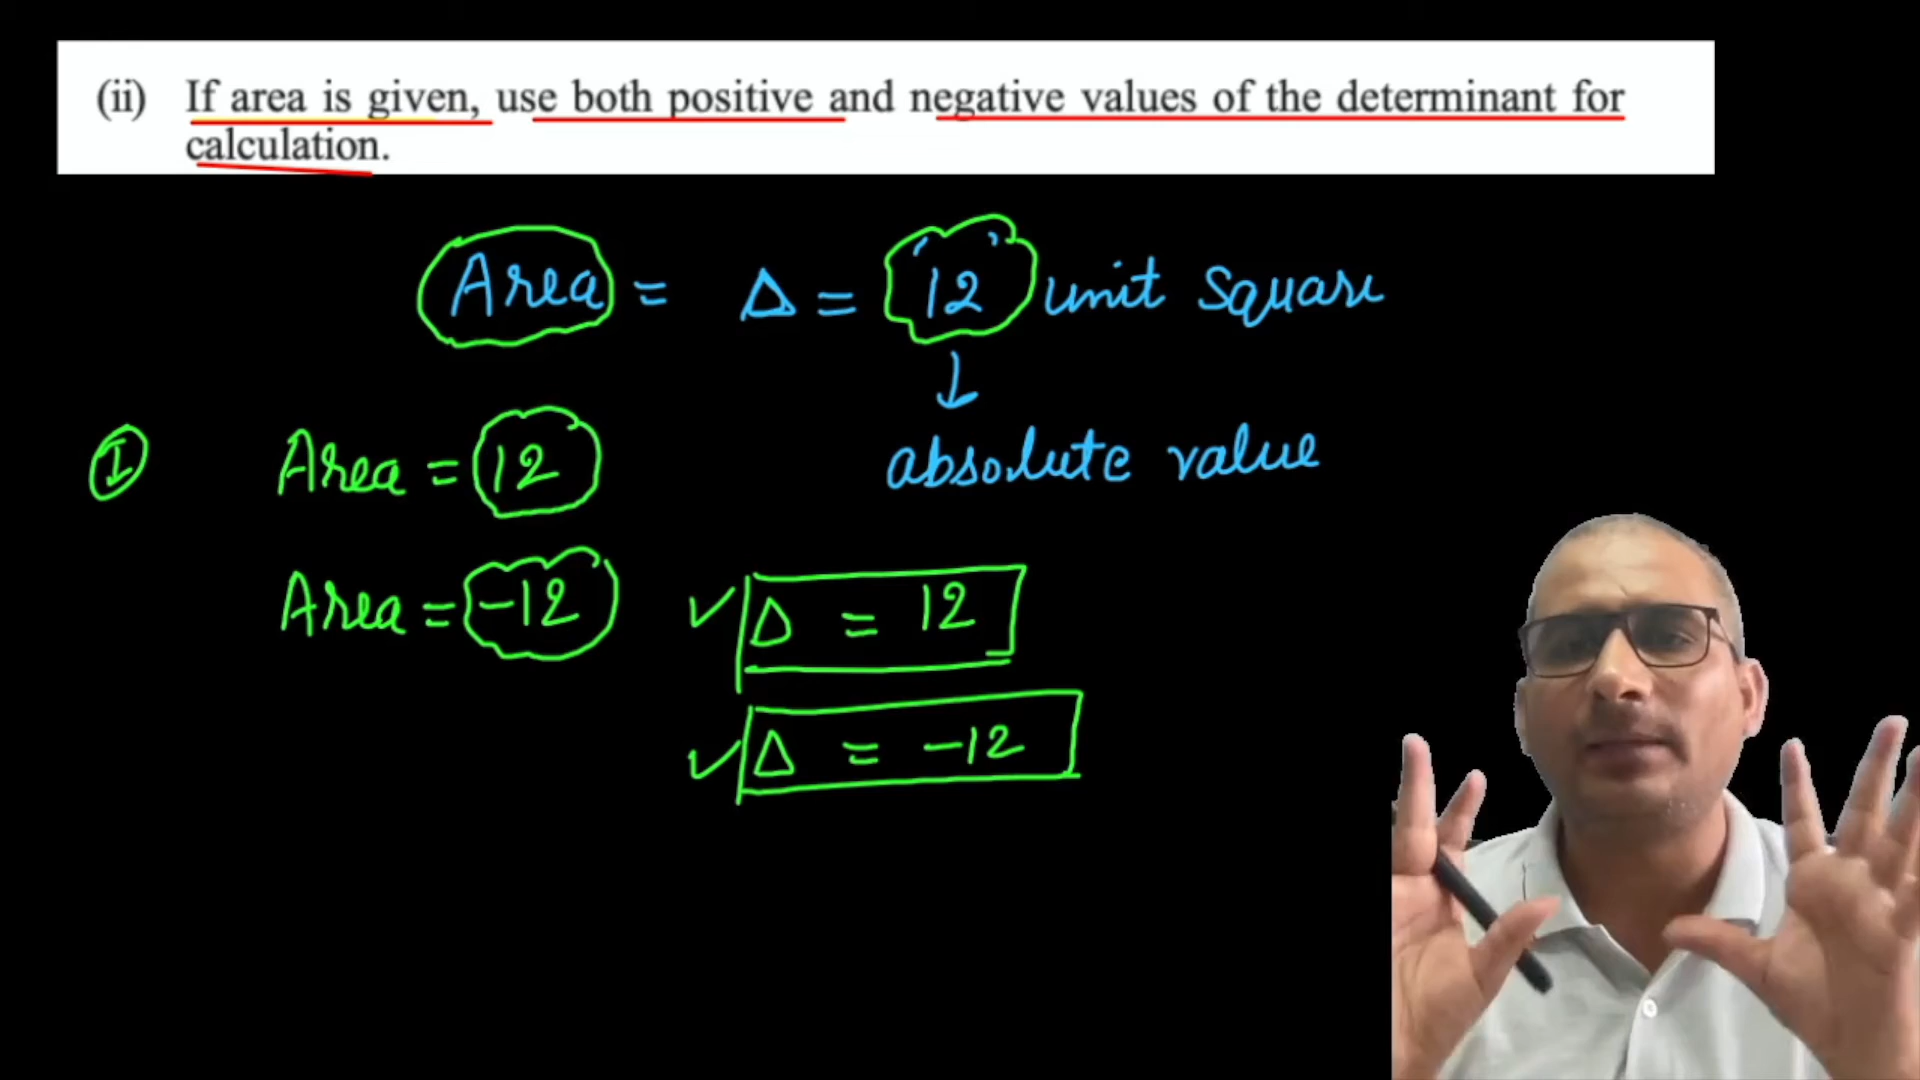 (ii) If area is given, use both positive and negative values of the determinant for
calculation.
Area = Δ = 12 unit square
↓
absolute value
I Area = 12
Area = -12
✓ Δ = 12
✓ Δ = -12